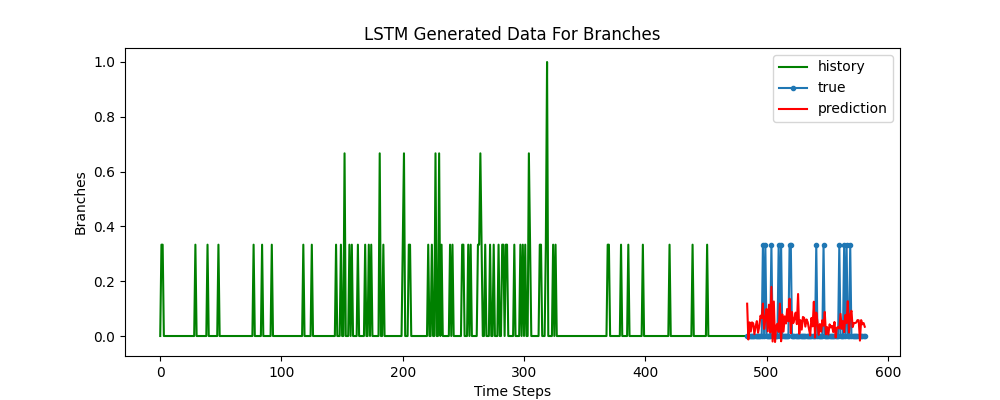 LSTM Generated Data For Branches
1.0
0.8
0.6
0.4
0.2
0.0
Branches
history
true
prediction
0 100 200 300 400 500 600
Time Steps